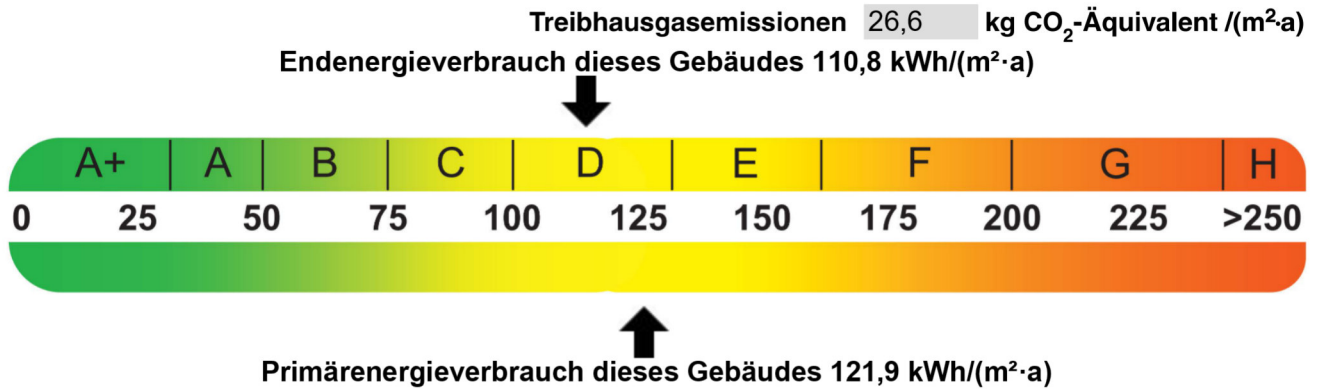 Treibhausgasemissionen 26,6 kg CO₂-Äquivalent /(m²·a)
Endenergieverbrauch dieses Gebäudes 110,8 kWh/(m²·a)
A+ A B C D E F G H
0 25 50 75 100 125 150 175 200 225 >250
Primärenergieverbrauch dieses Gebäudes 121,9 kWh/(m²·a)